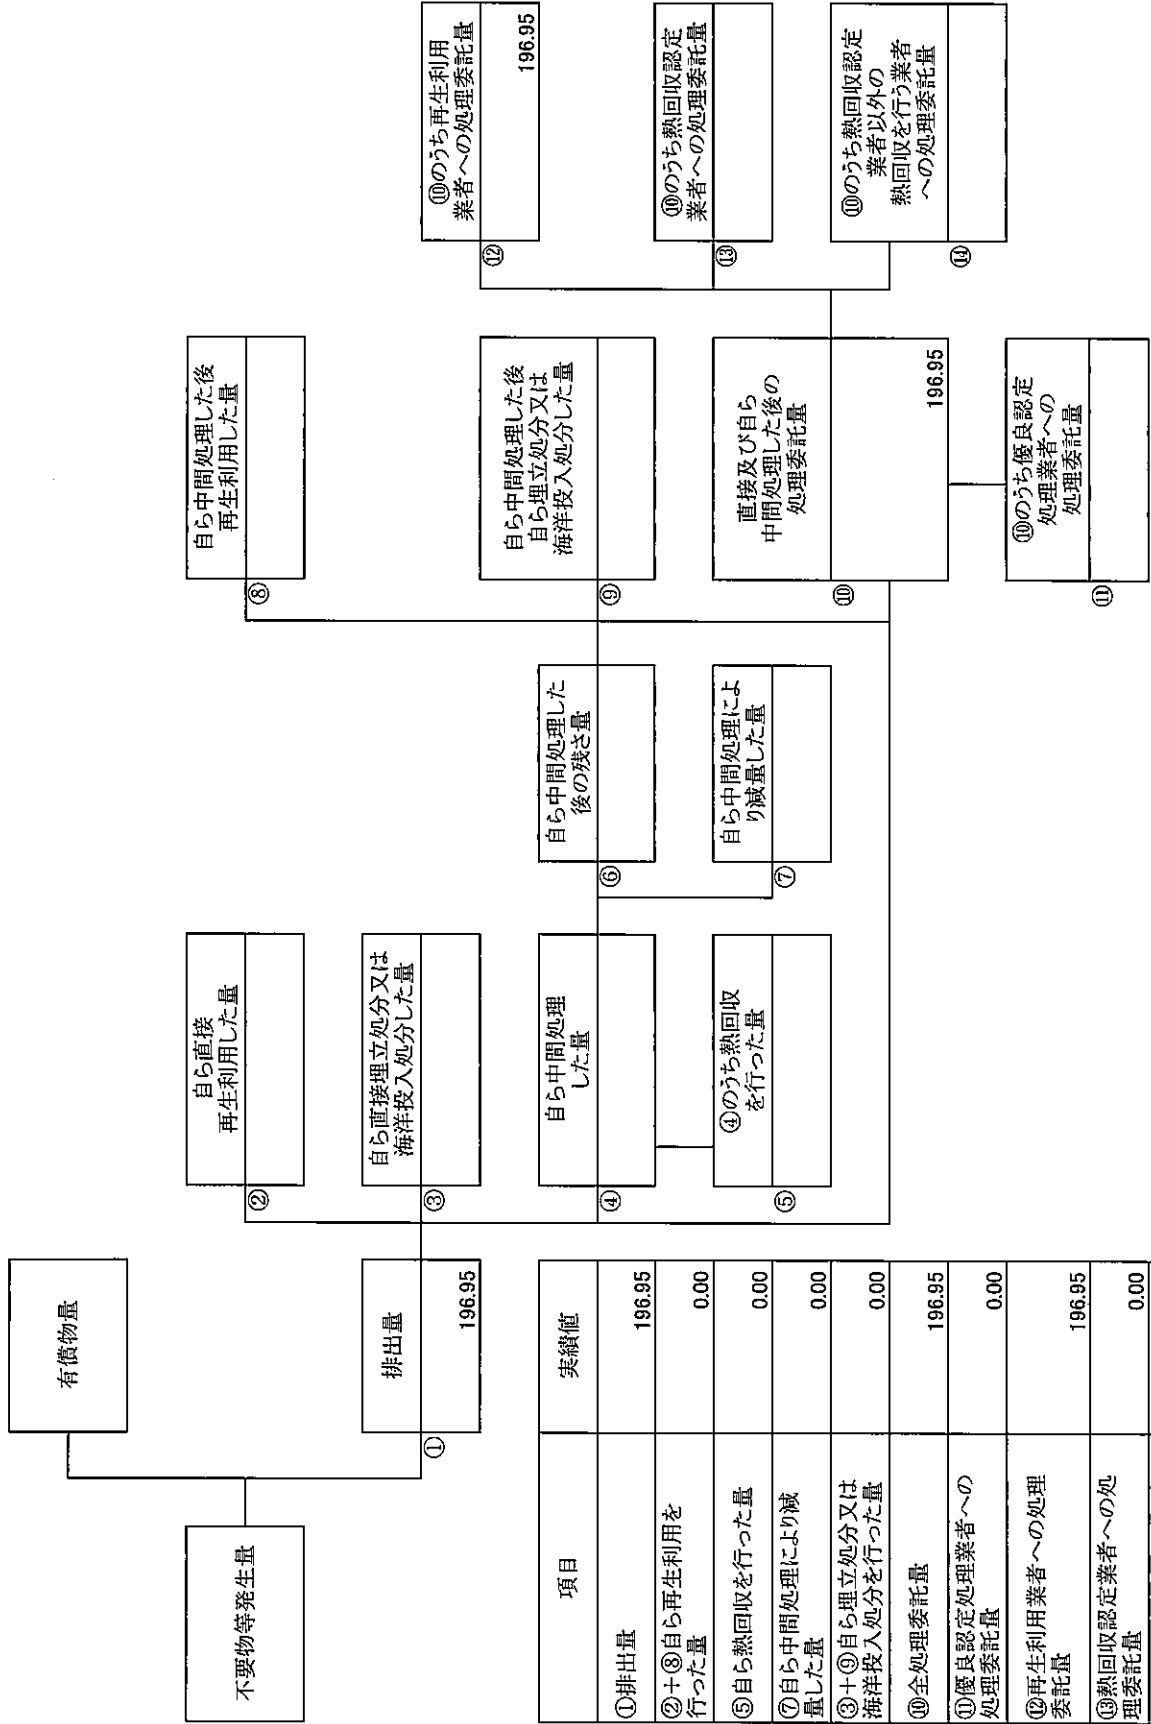 不要物等発生量
有償物量
①
排出量
196.95
②
自ら直接
再生利用した量
③
自ら直接埋立処分又は
海洋投入処分した量
④
自ら中間処理
した量
⑤
④のうち熱回収
を行った量
⑥
自ら中間処理した
後の残さ量
⑦
自ら中間処理によ
り減量した量
⑧
自ら中間処理した後
再生利用した量
⑨
自ら中間処理した後
自ら埋立処分又は
海洋投入処分した量
⑩
直接及び自ら
中間処理した後の
処理委託量
196.95
⑪
⑩のうち優良認定
処理業者への
処理委託量
⑫
⑩のうち再生利用
業者への処理委託量
196.95
⑬
⑩のうち熱回収認定
業者への処理委託量
⑭
⑩のうち熱回収認定
業者以外の
熱回収を行う業者
への処理委託量
項目 実績値
①排出量 196.95
②+⑧自ら再生利用を
行った量 0.00
⑤自ら熱回収を行った量 0.00
⑦自ら中間処理により減
量した量 0.00
③+⑨自ら埋立処分又は
海洋投入処分を行った量 0.00
⑩全処理委託量 196.95
⑪優良認定処理業者への
処理委託量 0.00
⑫再生利用業者への処理
委託量 196.95
⑬熱回収認定業者への処
理委託量 0.00